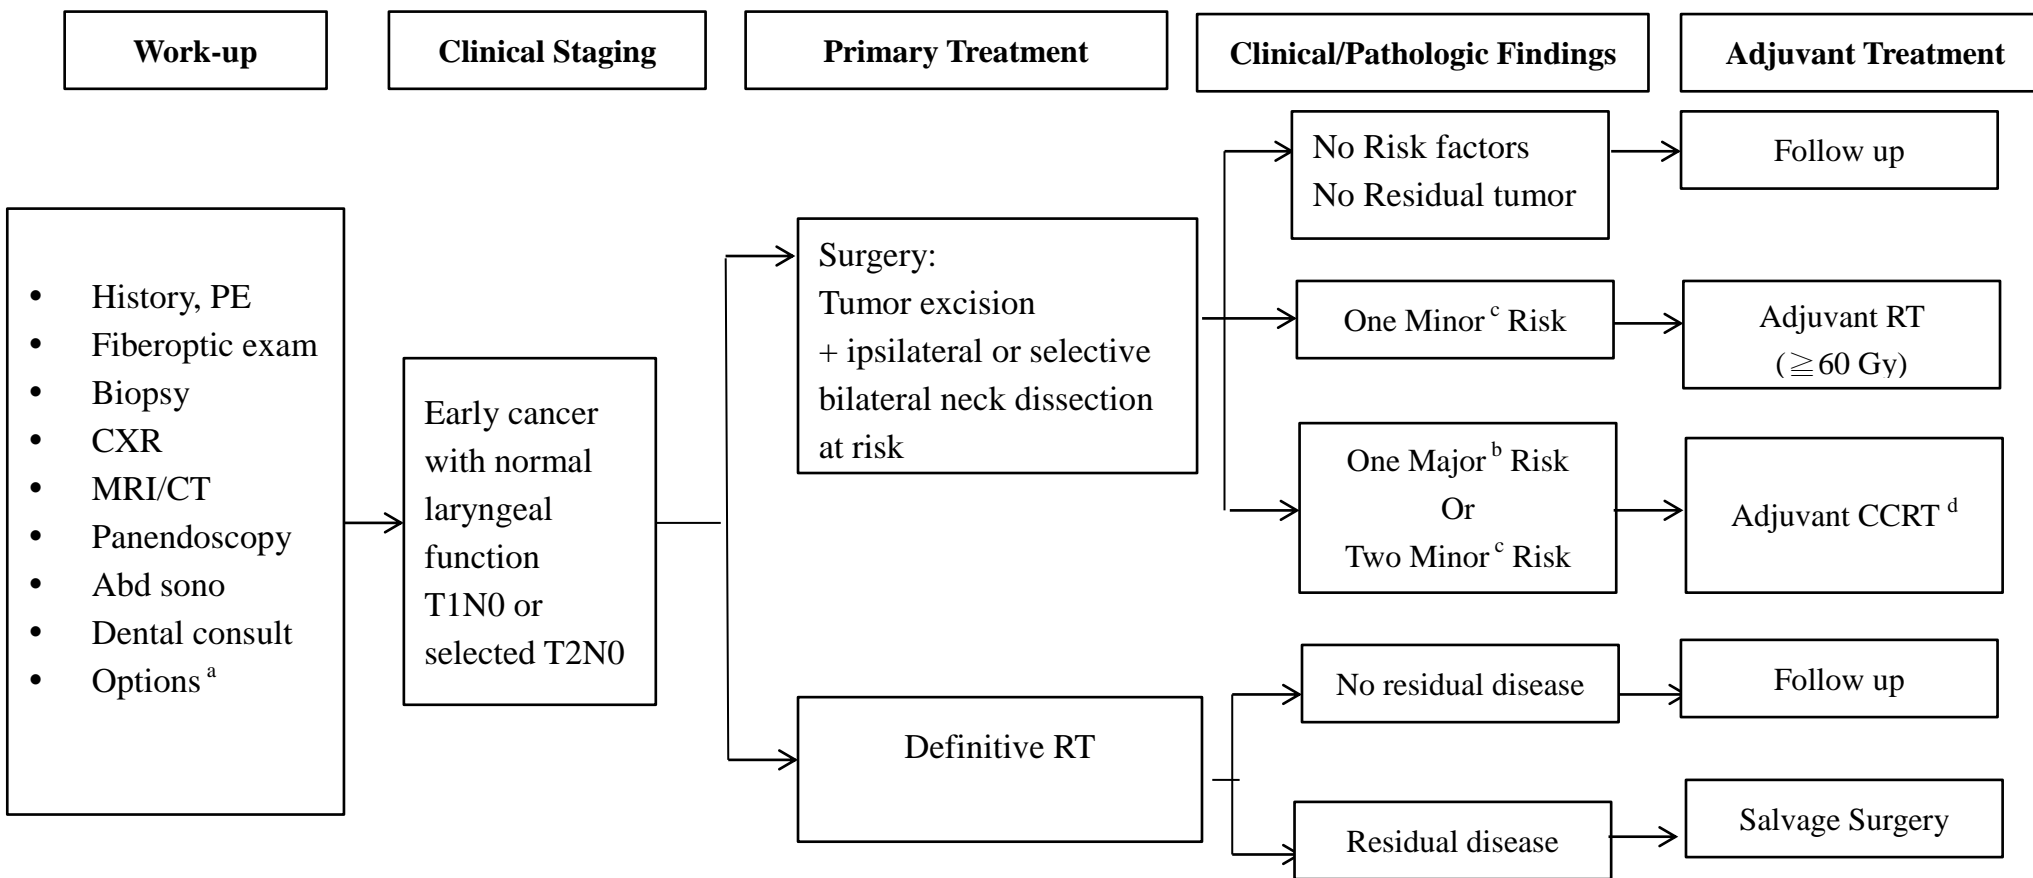 Work-up
Clinical Staging
Primary Treatment
Clinical/Pathologic Findings
Adjuvant Treatment
• History, PE
• Fiberoptic exam
• Biopsy
• CXR
• MRI/CT
• Panendoscopy
• Abd sono
• Dental consult
• Options a
Early cancer
with normal
laryngeal
function
T1N0 or
selected T2N0
Surgery:
Tumor excision
+ ipsilateral or selective
bilateral neck dissection
at risk
Definitive RT
No Risk factors
No Residual tumor
Follow up
One Minor c Risk
Adjuvant RT
(≧60 Gy)
One Major b Risk
Or
Two Minor c Risk
Adjuvant CCRT d
No residual disease
Follow up
Residual disease
Salvage Surgery